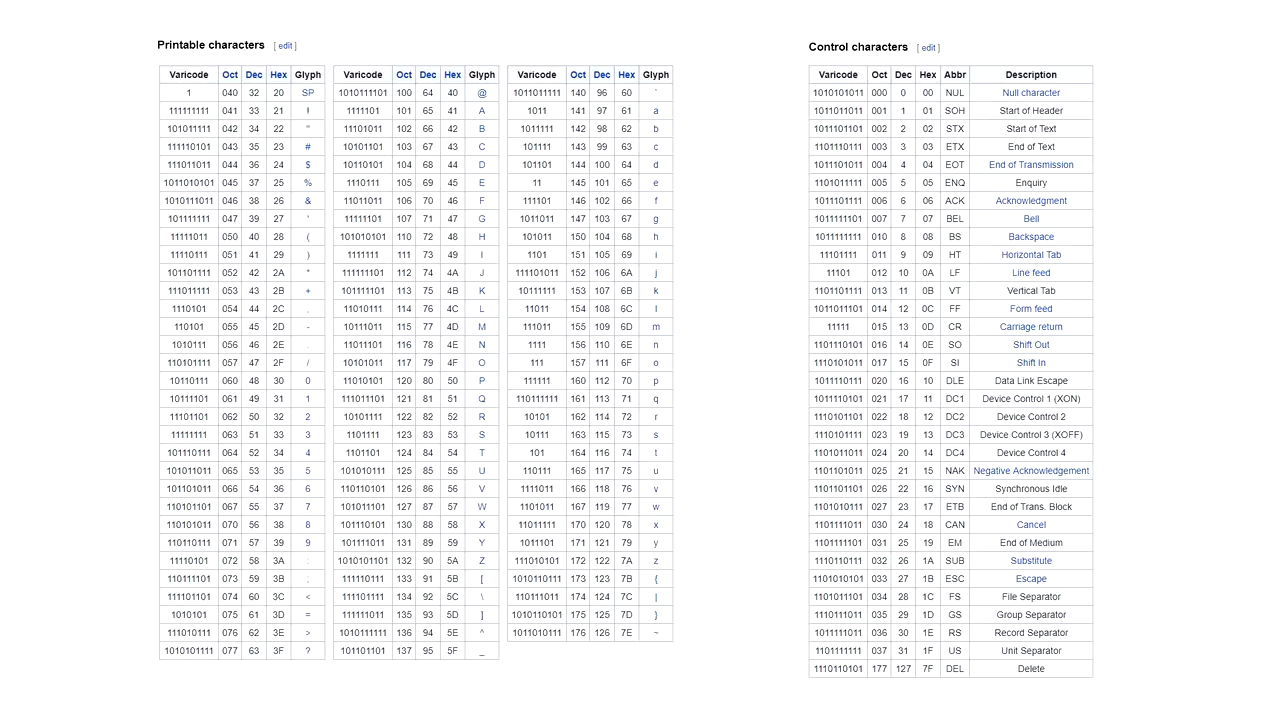 Printable characters [ edit ]
Varicode Oct Dec Hex Glyph
1 040 32 20 SP
111111111 041 33 21 !
101011111 042 34 22 "
111110101 043 35 23 #
111011011 044 36 24 $
1011010101 045 37 25 %
1010111011 046 38 26 &
101111111 047 39 27 '
11111011 050 40 28 (
11110111 051 41 29 )
101101111 052 42 2A *
111011111 053 43 2B +
1110101 054 44 2C ,
110101 055 45 2D -
1010111 056 46 2E .
110101111 057 47 2F /
10110111 060 48 30 0
10111101 061 49 31 1
11101101 062 50 32 2
11111111 063 51 33 3
101110111 064 52 34 4
101011011 065 53 35 5
101101011 066 54 36 6
110101101 067 55 37 7
110101011 070 56 38 8
110110111 071 57 39 9
11110101 072 58 3A :
110111101 073 59 3B ;
111101101 074 60 3C <
1010101 075 61 3D =
111010111 076 62 3E >
1010101111 077 63 3F ?
Varicode Oct Dec Hex Glyph
1010111101 100 64 40 @
1111101 101 65 41 A
11101011 102 66 42 B
10101101 103 67 43 C
10110101 104 68 44 D
1110111 105 69 45 E
11011011 106 70 46 F
11111101 107 71 47 G
101010101 110 72 48 H
1111111 111 73 49 I
111111101 112 74 4A J
101111101 113 75 4B K
11010111 114 76 4C L
10111011 115 77 4D M
11011101 116 78 4E N
10101011 117 79 4F O
11010101 120 80 50 P
111011101 121 81 51 Q
10101111 122 82 52 R
1101111 123 83 53 S
1101101 124 84 54 T
101010111 125 85 55 U
110110101 126 86 56 V
101011101 127 87 57 W
101110101 130 88 58 X
101111011 131 89 59 Y
1010101101 132 90 5A Z
111110111 133 91 5B [
111101111 134 92 5C \
111111011 135 93 5D ]
1010111111 136 94 5E ^
101101101 137 95 5F _
Varicode Oct Dec Hex Glyph
1011011111 140 96 60 `
1011 141 97 61 a
1011111 142 98 62 b
101111 143 99 63 c
101101 144 100 64 d
11 145 101 65 e
111101 146 102 66 f
1011011 147 103 67 g
101011 150 104 68 h
1101 151 105 69 i
111101011 152 106 6A j
10111111 153 107 6B k
11011 154 108 6C l
111011 155 109 6D m
1111 156 110 6E n
111 157 111 6F o
111111 160 112 70 p
110111111 161 113 71 q
10101 162 114 72 r
10111 163 115 73 s
101 164 116 74 t
110111 165 117 75 u
1111011 166 118 76 v
1101011 167 119 77 w
11011111 170 120 78 x
1011101 171 121 79 y
111010101 172 122 7A z
1010110111 173 123 7B {
110111011 174 124 7C |
1010110101 175 125 7D }
1011010111 176 126 7E ~
Control characters [ edit ]
Varicode Oct Dec Hex Abbr Description
1010101011 000 0 00 NUL Null character
1011011011 001 1 01 SOH Start of Header
1011101101 002 2 02 STX Start of Text
1101110111 003 3 03 ETX End of Text
1011101011 004 4 04 EOT End of Transmission
1101011111 005 5 05 ENQ Enquiry
1011101111 006 6 06 ACK Acknowledgment
1011111101 007 7 07 BEL Bell
1011111111 010 8 08 BS Backspace
11101111 011 9 09 HT Horizontal Tab
11101 012 10 0A LF Line feed
1101101111 013 11 0B VT Vertical Tab
1011011101 014 12 0C FF Form feed
11111 015 13 0D CR Carriage return
1101110101 016 14 0E SO Shift Out
1110101011 017 15 0F SI Shift In
1011110111 020 16 10 DLE Data Link Escape
1011110101 021 17 11 DC1 Device Control 1 (XON)
1110101101 022 18 12 DC2 Device Control 2
1110101111 023 19 13 DC3 Device Control 3 (XOFF)
1101011011 024 20 14 DC4 Device Control 4
1101101011 025 21 15 NAK Negative Acknowledgement
1101101101 026 22 16 SYN Synchronous Idle
1101010111 027 23 17 ETB End of Trans. Block
1101111011 030 24 18 CAN Cancel
1101111101 031 25 19 EM End of Medium
1110110111 032 26 1A SUB Substitute
1101010101 033 27 1B ESC Escape
1101011101 034 28 1C FS File Separator
1110111011 035 29 1D GS Group Separator
1011111011 036 30 1E RS Record Separator
1101111111 037 31 1F US Unit Separator
1110110101 177 127 7F DEL Delete